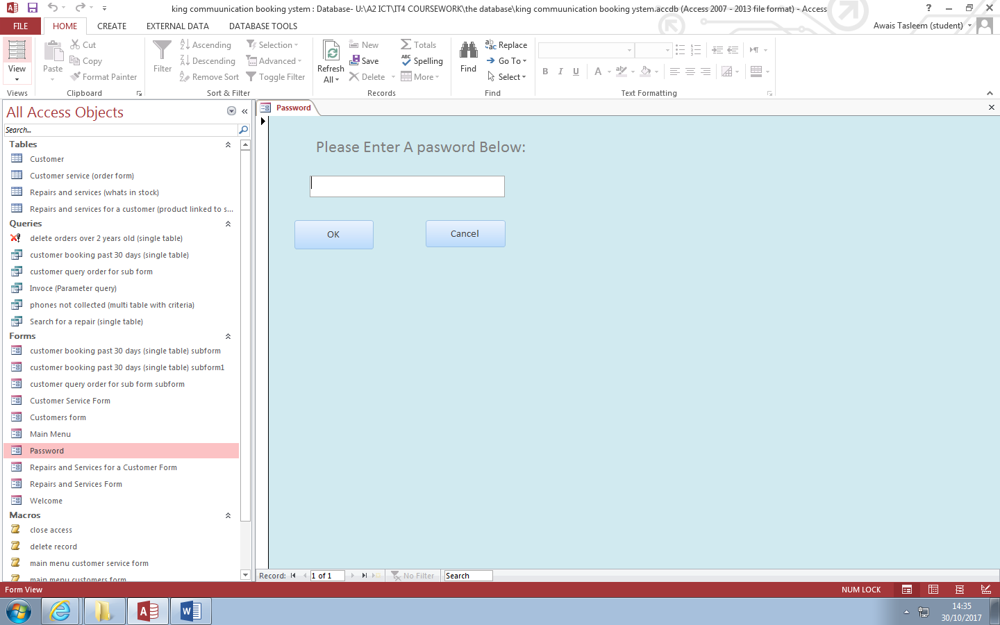 king commuunication booking ystem : Database- U:\A2 ICT\IT4 COURSEWORK\the database\king commuunication booking ystem.accdb (Access 2007 - 2013 file format) - Access
FILE HOME CREATE EXTERNAL DATA DATABASE TOOLS Awais Tasleem (student)
View
Views
Paste
Cut
Copy
Format Painter
Clipboard
Filter
Ascending
Descending
Remove Sort
Selection
Advanced
Toggle Filter
Sort & Filter
Refresh
All
New
Save
Delete
Totals
Spelling
More
Records
Find
Replace
Go To
Select
Find
B I U A
Text Formatting
All Access Objects
Search...
Tables
Customer
Customer service (order form)
Repairs and services (whats in stock)
Repairs and services for a customer (product linked to s...
Queries
delete orders over 2 years old (single table)
customer booking past 30 days (single table)
customer query order for sub form
Invoce (Parameter query)
phones not collected (multi table with criteria)
Search for a repair (single table)
Forms
customer booking past 30 days (single table) subform
customer booking past 30 days (single table) subform1
customer query order for sub form subform
Customer Service Form
Customers form
Main Menu
Password
Repairs and Services for a Customer Form
Repairs and Services Form
Welcome
Macros
close access
delete record
main menu customer service form
main menu customers form
Password
Please Enter A pasword Below:
OK
Cancel
Record: 1 of 1 No Filter Search
Form View NUM LOCK
14:35
30/10/2017